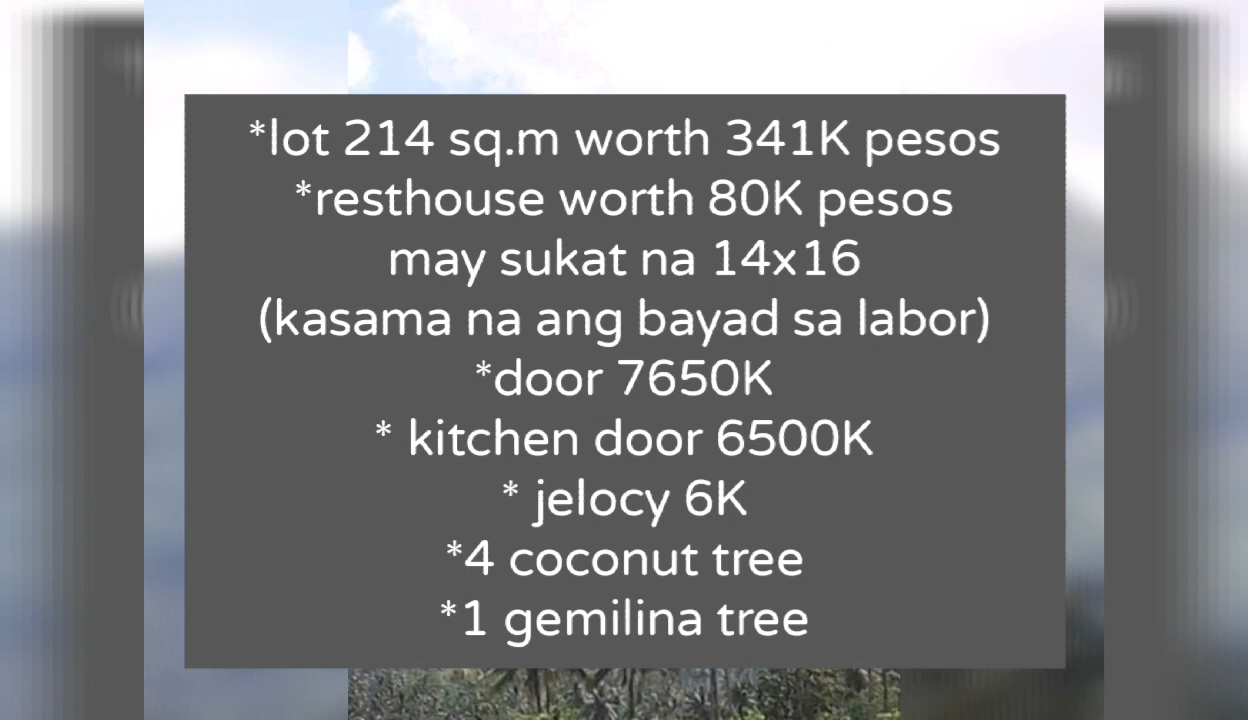 *lot 214 sq.m worth 341K pesos
*resthouse worth 80K pesos
may sukat na 14x16
(kasama na ang bayad sa labor)
*door 7650K
* kitchen door 6500K
* jelocy 6K
*4 coconut tree
*1 gemilina tree